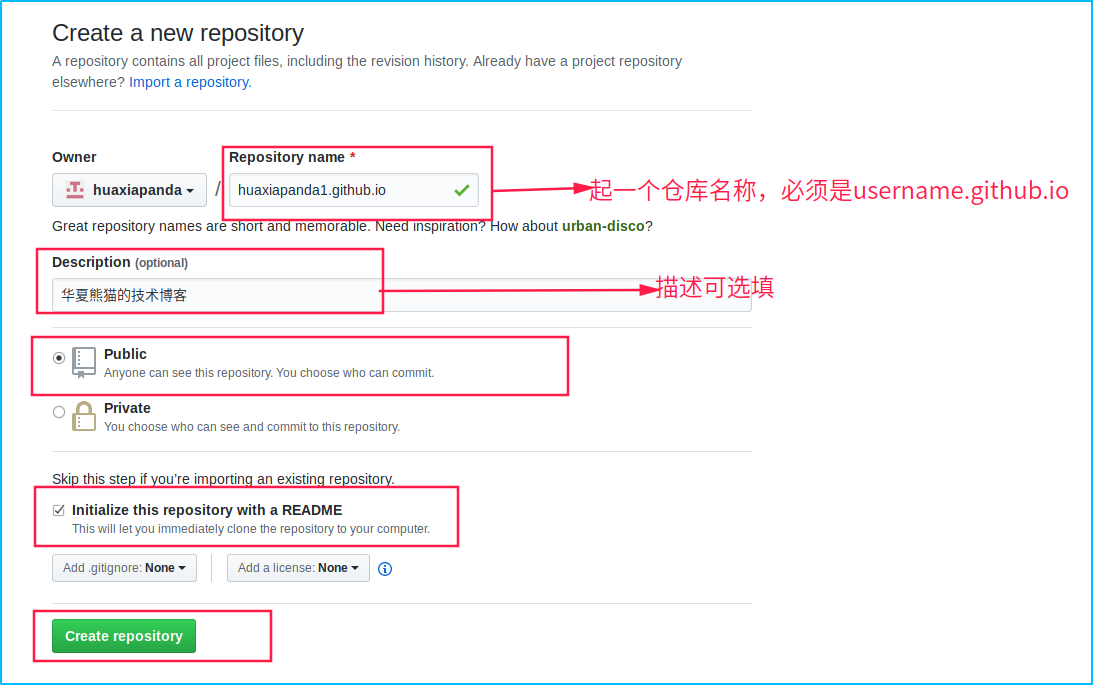 Create a new repository
A repository contains all project files, including the revision history. Already have a project repository
elsewhere? Import a repository.
Owner
Repository name *
huaxiapanda
/
huaxiapanda1.github.io
起一个仓库名称，必须是username.github.io
Great repository names are short and memorable. Need inspiration? How about urban-disco?
Description (optional)
华夏熊猫的技术博客
描述可选填
Public
Anyone can see this repository. You choose who can commit.
Private
You choose who can see and commit to this repository.
Skip this step if you're importing an existing repository.
Initialize this repository with a README
This will let you immediately clone the repository to your computer.
Add .gitignore: None
Add a license: None
Create repository